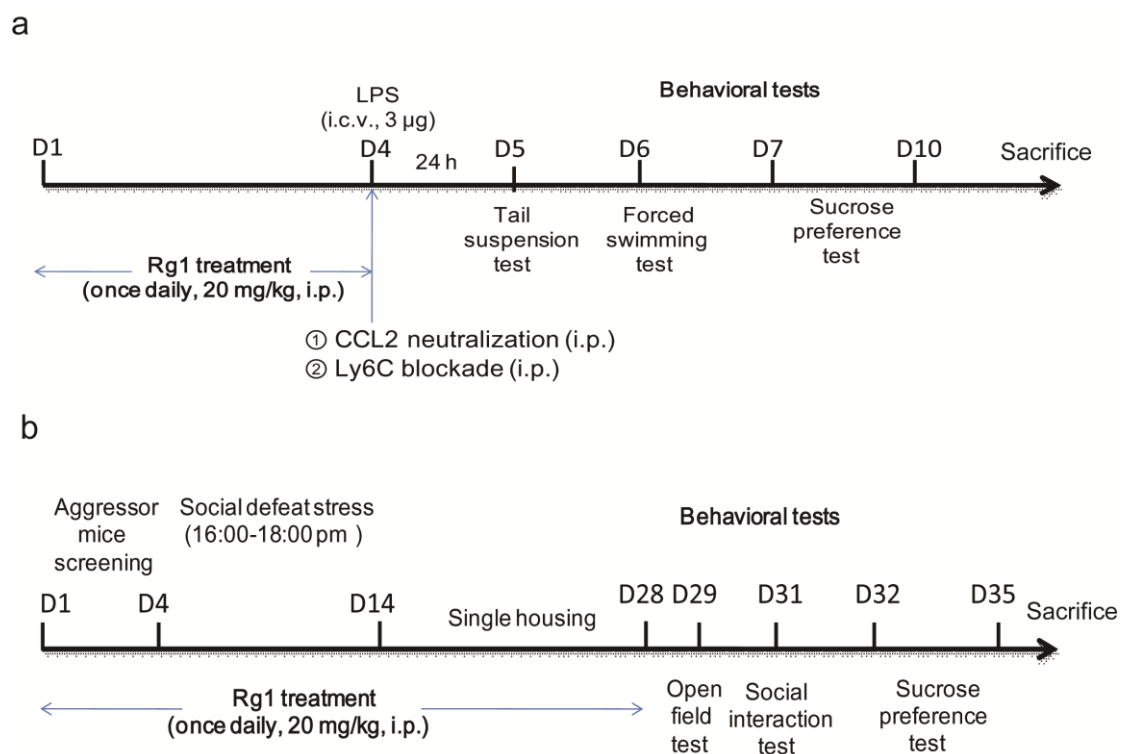 a
LPS
(i.c.v., 3 µg)
Behavioral tests
D1
D4
24 h
D5
D6
D7
D10
Sacrifice
Tail
suspension
test
Forced
swimming
test
Sucrose
preference
test
Rg1 treatment
(once daily, 20 mg/kg, i.p.)
① CCL2 neutralization (i.p.)
② Ly6C blockade (i.p.)
b
Aggressor
mice
screening
Social defeat stress
(16:00-18:00 pm )
Behavioral tests
D1
D4
D14
Single housing
D28
D29
D31
D32
D35
Sacrifice
Rg1 treatment
(once daily, 20 mg/kg, i.p.)
Open
field
test
Social
interaction
test
Sucrose
preference
test